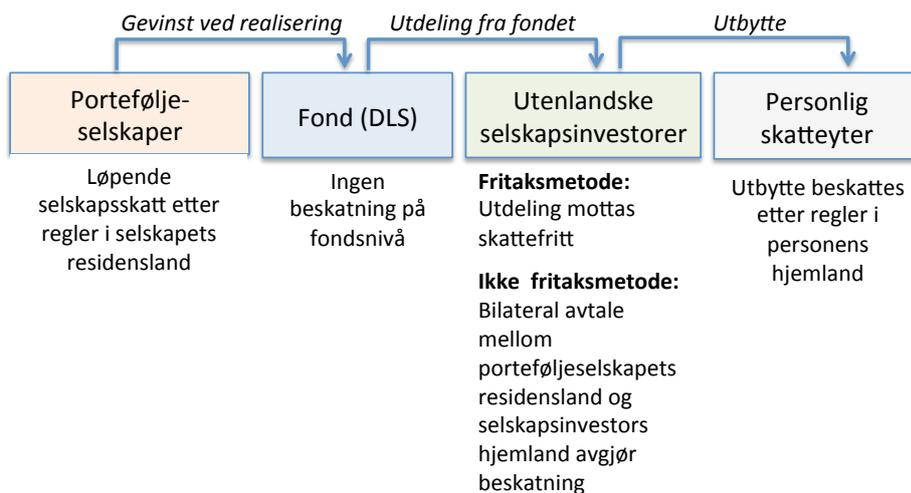 Gevinst ved realisering
Utdeling fra fondet
Utbytte
Portefølje-
selskaper
Fond (DLS)
Utenlandske
selskapsinvestorer
Personlig
skatteyter
Løpende
selskapsskatt etter
regler i selskapets
residensland
Ingen
beskatning på
fondsnivå
Fritaksmetode:
Utdeling mottas
skattefritt
Ikke fritaksmetode:
Bilateral avtale
mellom
porteføljeselskapets
residensland og
selskapsinvestors
hjemland avgjør
beskatning
Utbytte beskattes
etter regler i
personens
hjemland